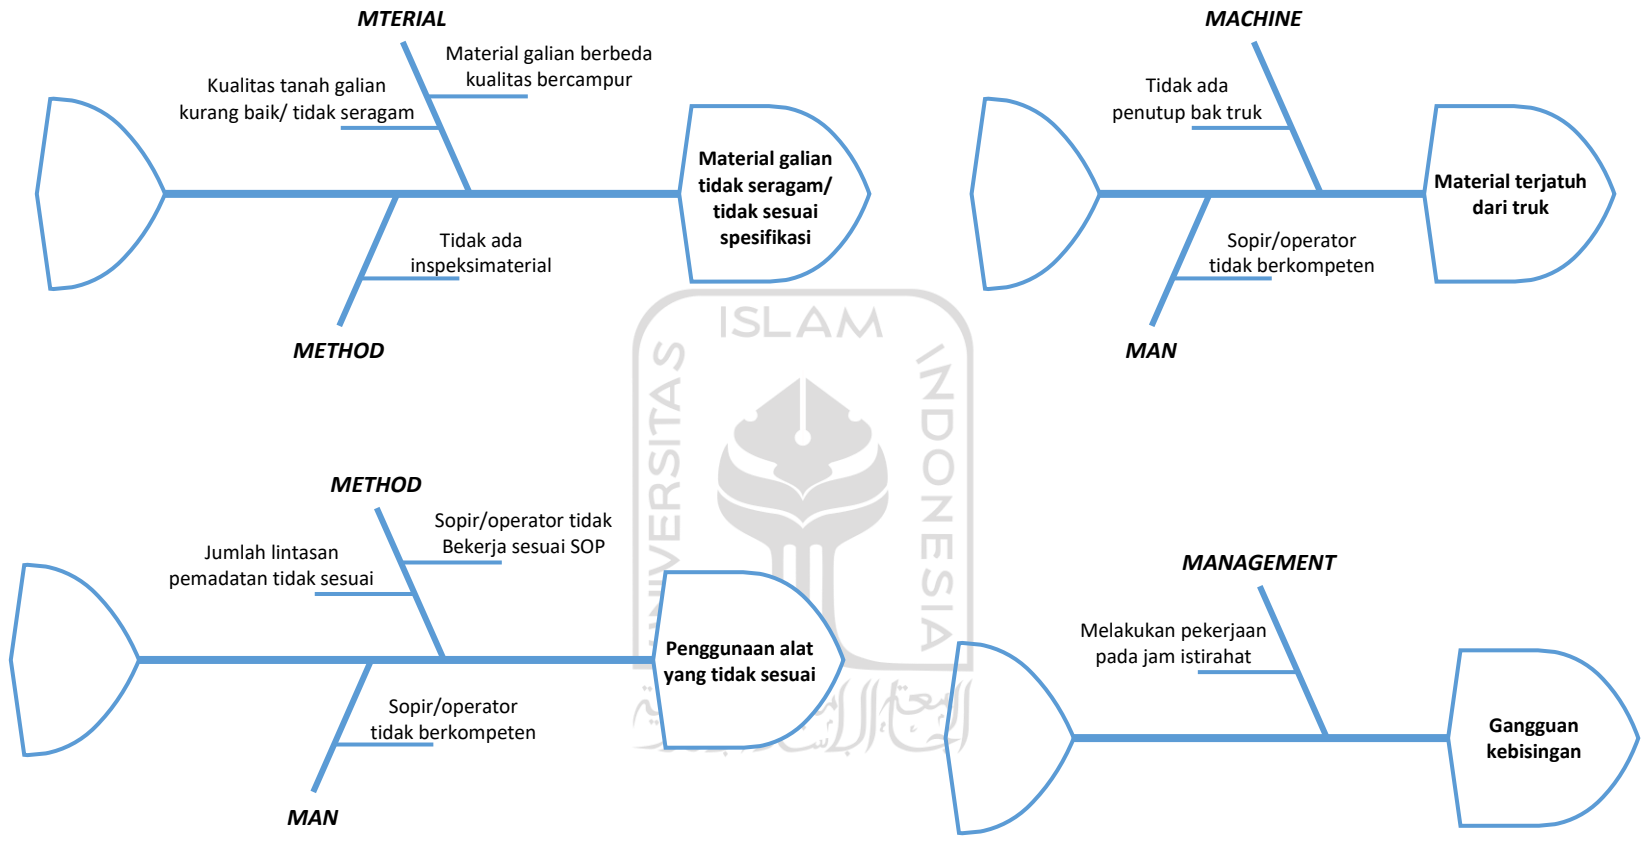 MTERIAL
Material galian berbeda
kualitas bercampur
Kualitas tanah galian
kurang baik/ tidak seragam
Material galian
tidak seragam/
tidak sesuai
spesifikasi
Tidak ada
inspeksimaterial
METHOD
MACHINE
Tidak ada
penutup bak truk
Material terjatuh
dari truk
Sopir/operator
tidak berkompeten
MAN
ISLAM
UNIVERSITAS
INDONESIA
METHOD
Sopir/operator tidak
Bekerja sesuai SOP
Jumlah lintasan
pemadatan tidak sesuai
Penggunaan alat
yang tidak sesuai
Sopir/operator
tidak berkompeten
MAN
MANAGEMENT
Melakukan pekerjaan
pada jam istirahat
Gangguan
kebisingan